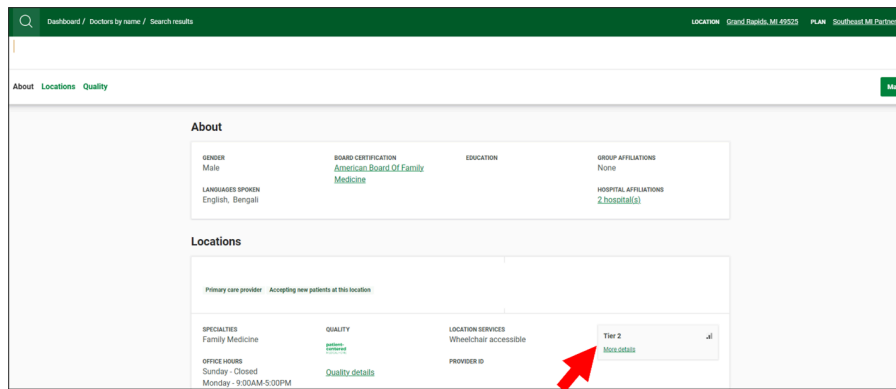 Dashboard / Doctors by name / Search results
LOCATION Grand Rapids, MI 49525 PLAN Southeast MI Partner
About Locations Quality
Ma
About
GENDER
Male
BOARD CERTIFICATION
American Board Of Family
Medicine
EDUCATION
GROUP AFFILIATIONS
None
LANGUAGES SPOKEN
English, Bengali
HOSPITAL AFFILIATIONS
2 hospital(s)
Locations
Primary care provider Accepting new patients at this location
SPECIALTIES
Family Medicine
QUALITY
patient-
centered
LOCATION SERVICES
Wheelchair accessible
Tier 2
More details
OFFICE HOURS
Sunday - Closed
Monday - 9:00AM-5:00PM
Quality details
PROVIDER ID